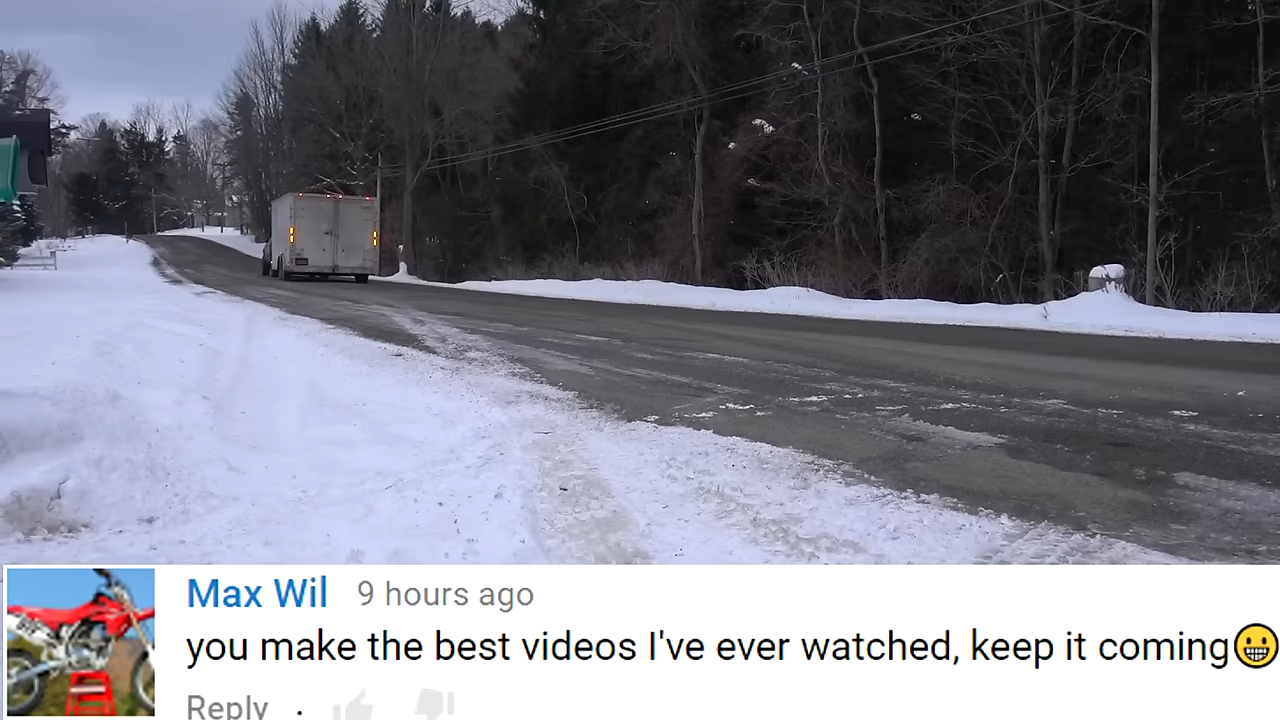 Max Wil 9 hours ago
you make the best videos I've ever watched, keep it coming😬
Reply ·